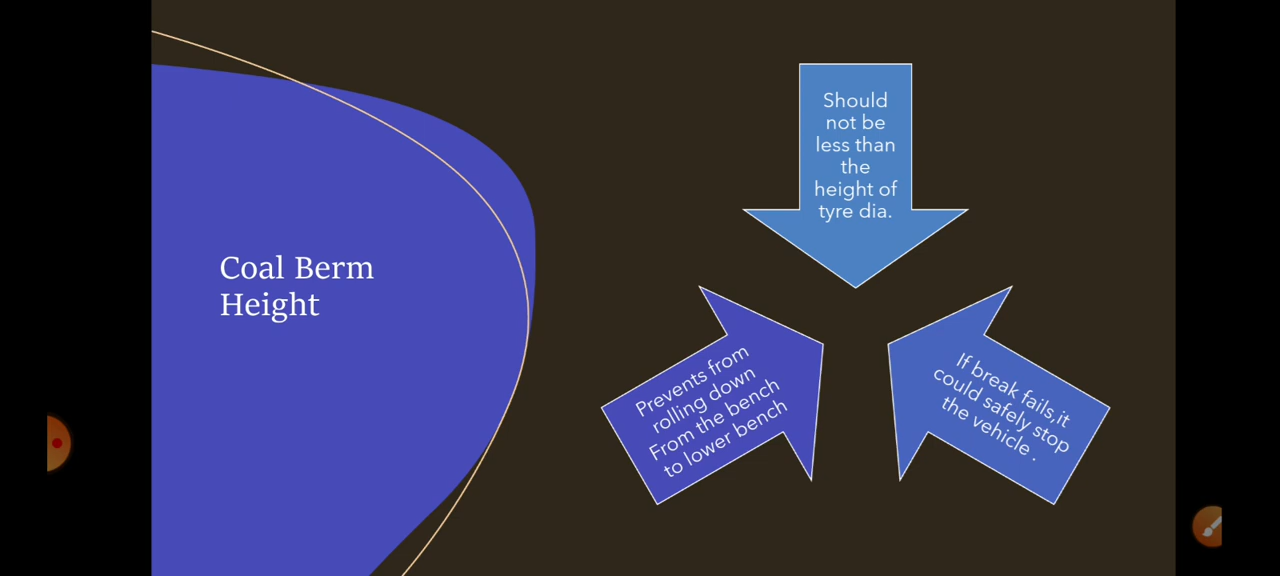 Coal Berm
Height
Should
not be
less than
the
height of
tyre dia.
Prevents from
rolling down
From the bench
to lower bench
If break fails,it
could safely stop
the vehicle .